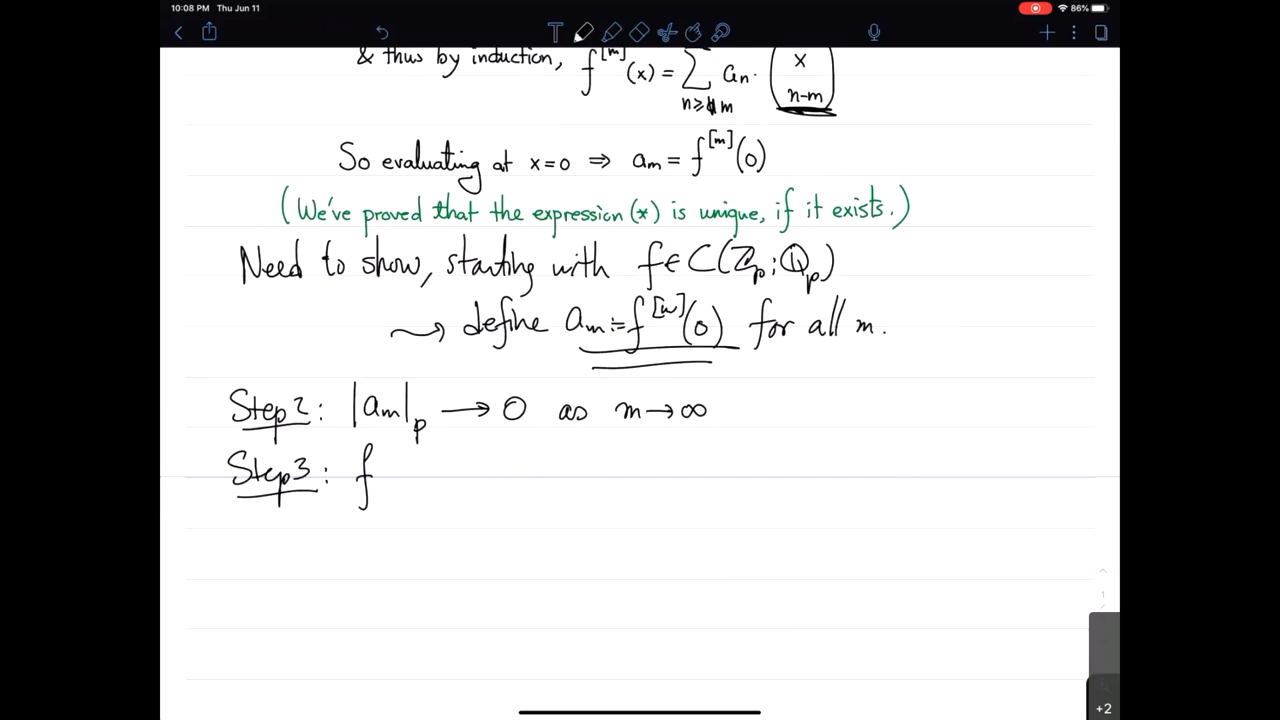 10:08 PM Thu Jun 11
86%
& thus by induction, f^[m](x) = ∑_{n≥m} a_n · (x choose n-m)
So evaluating at x=0 ⇒ a_m = f^[m](0)
(We've proved that the expression (*) is unique, if it exists.)
Need to show, starting with f ∈ C(ℤ_p; ℚ_p)
⇝ define a_m := f^[m](0) for all m.
Step 2: |a_m|_p → 0 as m → ∞
Step 3: f
1
+2